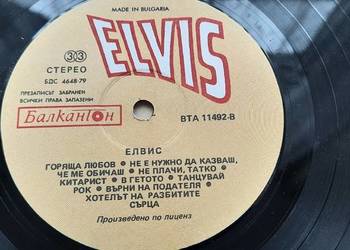 MADE IN BULGARIA
ELVIS
33
СТЕРЕО
БДС 4648-79
ПРЕЗАПИСЪТ ЗАБРАНЕН
ВСИЧКИ ПРАВА ЗАПАЗЕНИ
Балкантон
ВТА 11492-В
ЕЛВИС
ГОРЯЩА ЛЮБОВ • НЕ Е НУЖНО ДА КАЗВАШ,
ЧЕ МЕ ОБИЧАШ • НЕ ПЛАЧИ, ТАТКО •
КИТАРИСТ • В ГЕТОТО • ТАНЦУВАЙ
РОК • ВЪРНИ НА ПОДАТЕЛЯ •
ХОТЕЛЪТ НА РАЗБИТИТЕ
СЪРЦА
Произведено по лиценз